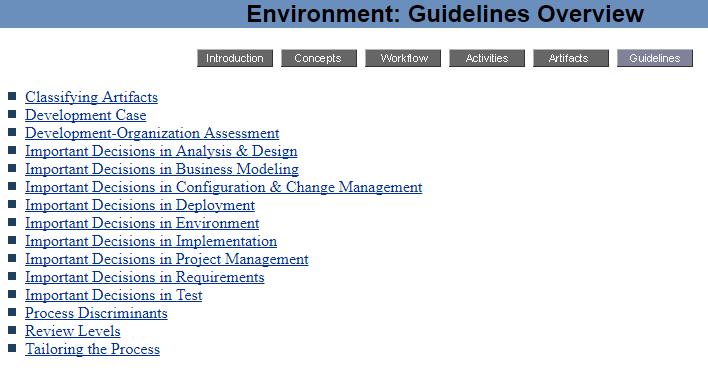 Environment: Guidelines Overview
Introduction Concepts Workflow Activities Artifacts Guidelines
Classifying Artifacts
Development Case
Development-Organization Assessment
Important Decisions in Analysis & Design
Important Decisions in Business Modeling
Important Decisions in Configuration & Change Management
Important Decisions in Deployment
Important Decisions in Environment
Important Decisions in Implementation
Important Decisions in Project Management
Important Decisions in Requirements
Important Decisions in Test
Process Discriminants
Review Levels
Tailoring the Process